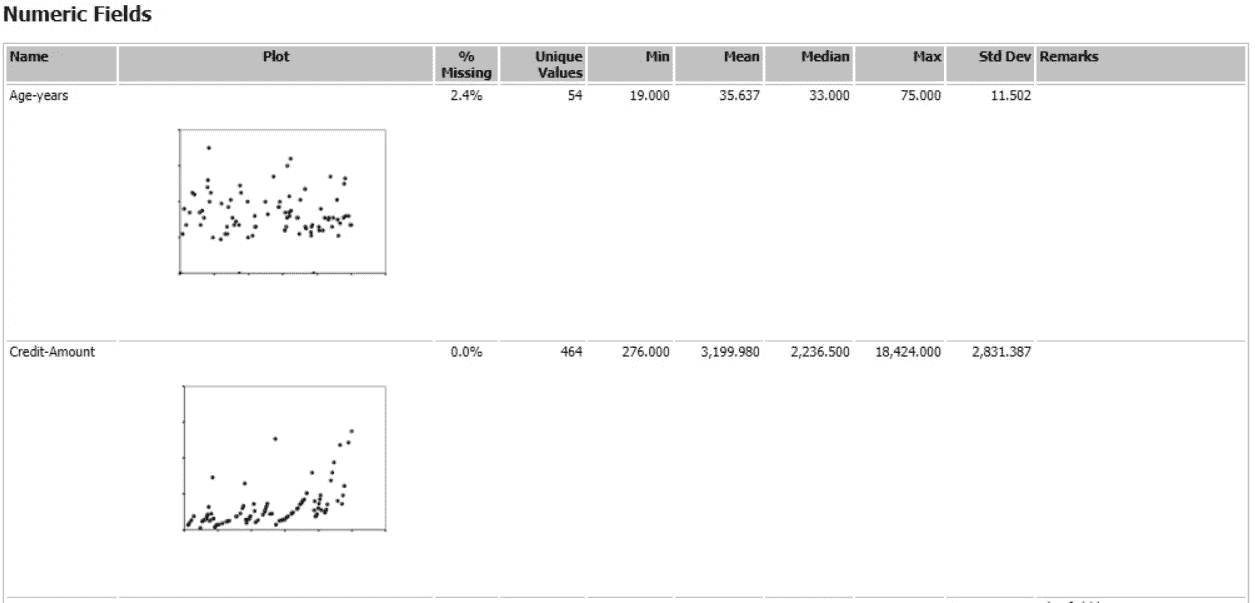 Numeric Fields
Name Plot % Missing Unique Values Min Mean Median Max Std Dev Remarks
Age-years 2.4% 54 19.000 35.637 33.000 75.000 11.502
Credit-Amount 0.0% 464 276.000 3,199.980 2,236.500 18,424.000 2,831.387